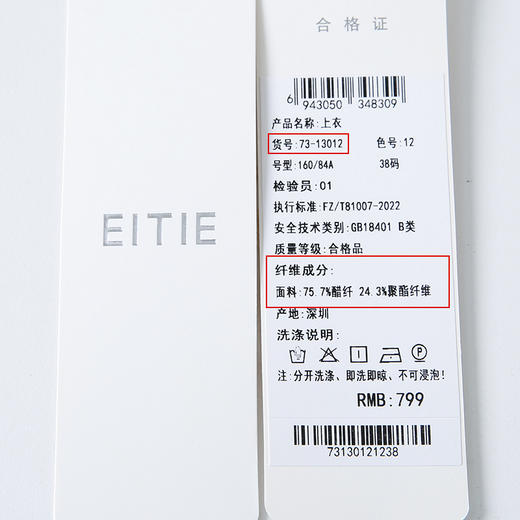 EITIE
合格证
6 943050 348309
产品名称:上衣
货号:73-13012 色号:12
号型:160/84A 38码
检验员:01
执行标准:FZ/T81007-2022
安全技术类别:GB18401 B类
质量等级:合格品
纤维成分:
面料:75.7%醋纤 24.3%聚酯纤维
产地:深圳
洗涤说明:
注:分开洗涤、即洗即晾、不可浸泡!
RMB:799
73130121238